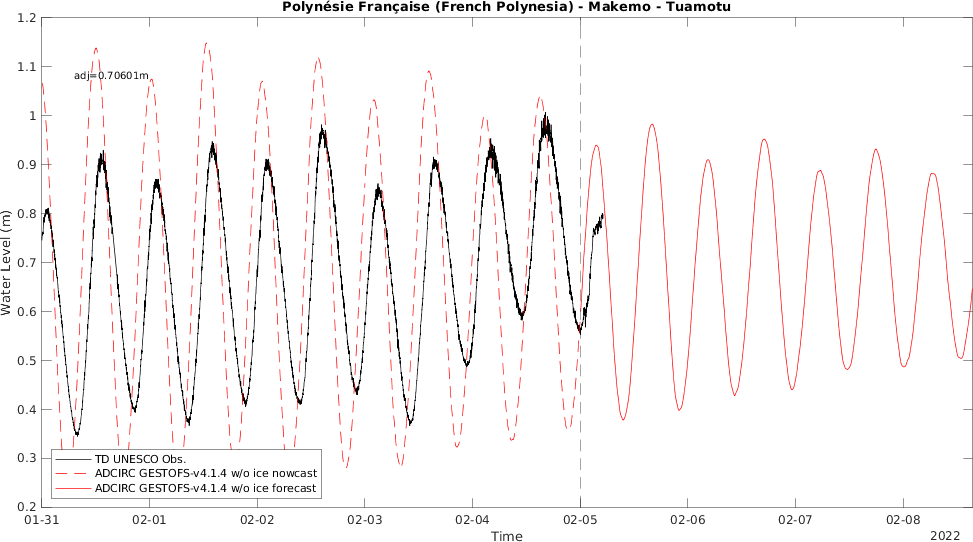 Polynésie Française (French Polynesia) - Makemo - Tuamotu
1.2
1.1
1
0.9
0.8
0.7
0.6
0.5
0.4
0.3
0.2
Water Level (m)
adj=0.70601m
TD UNESCO Obs.
ADCIRC GESTOFS-v4.1.4 w/o ice nowcast
ADCIRC GESTOFS-v4.1.4 w/o ice forecast
01-31 02-01 02-02 02-03 02-04 02-05 02-06 02-07 02-08
Time
2022